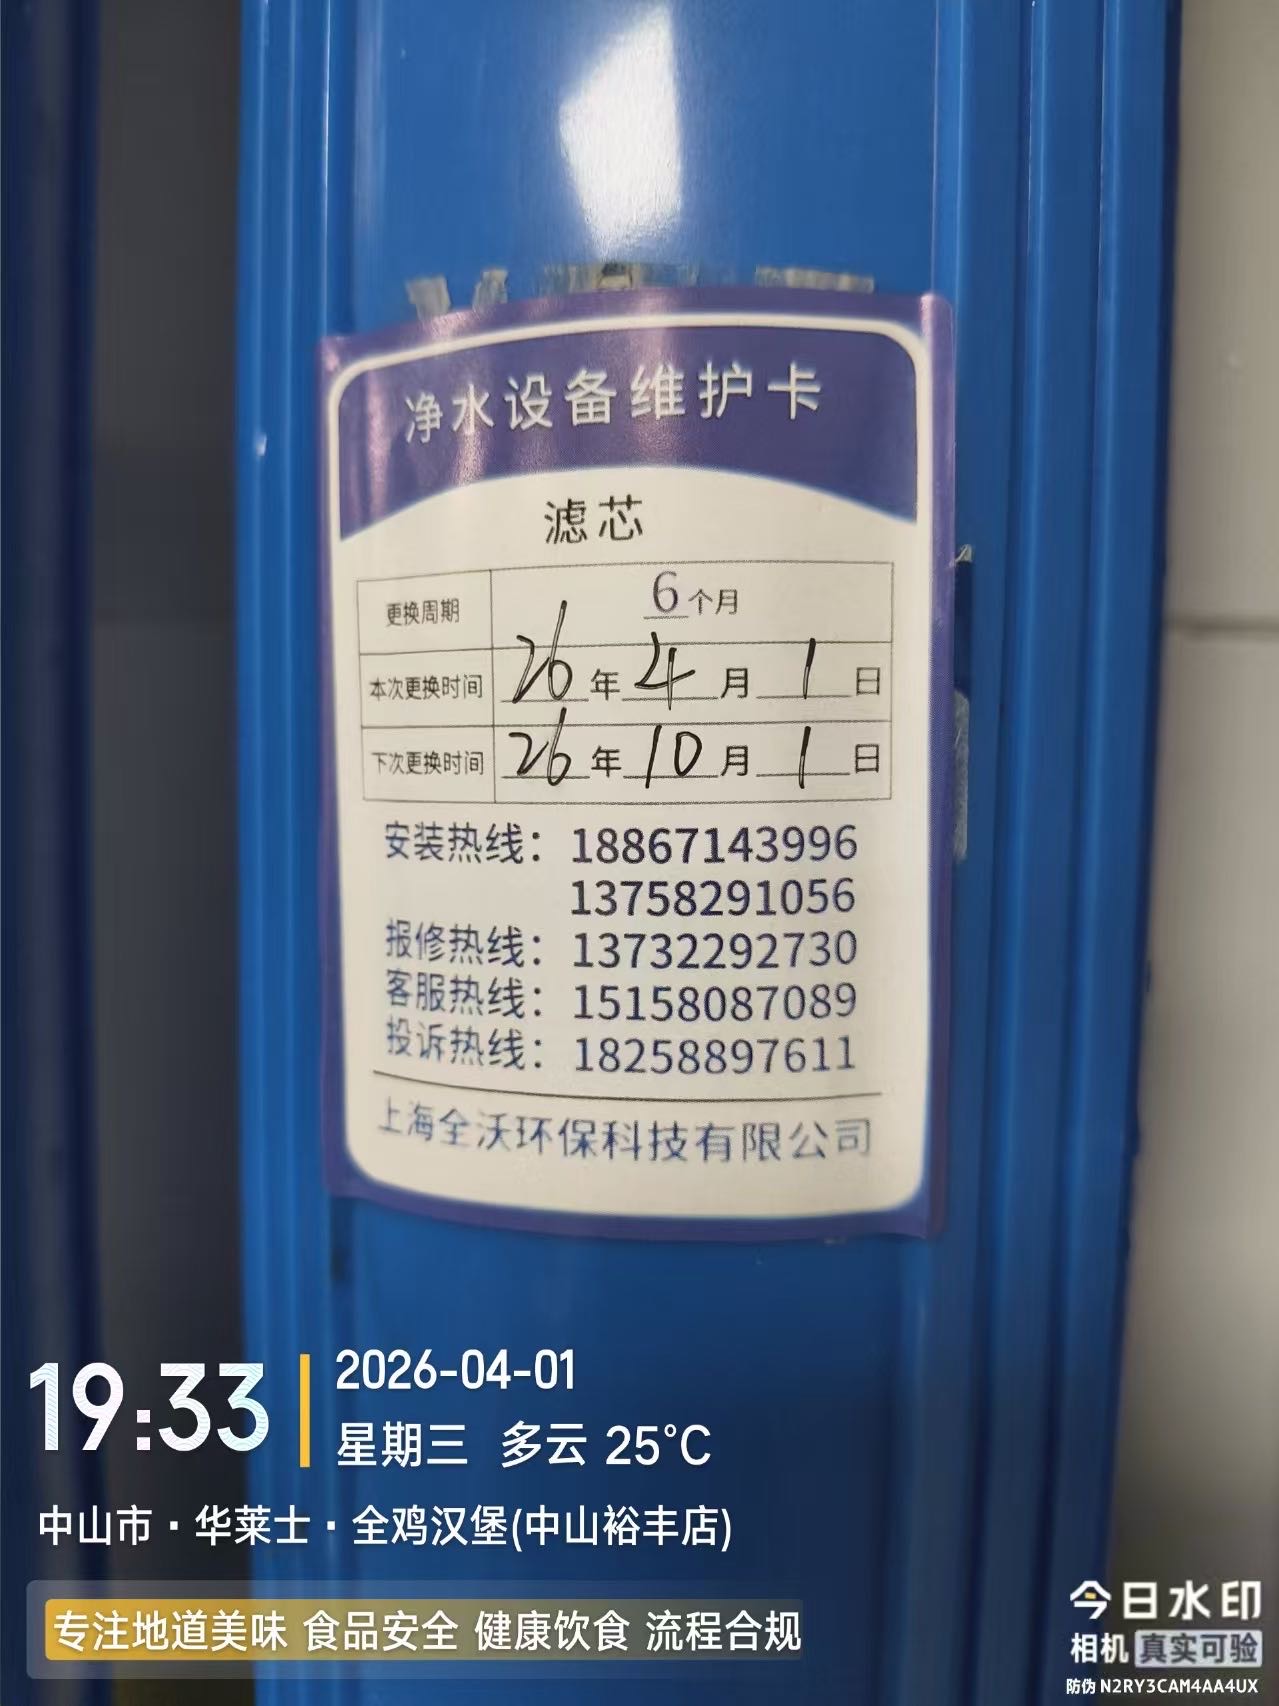 净水设备维护卡
滤芯
更换周期 6个月
本次更换时间 26年4月1日
下次更换时间 26年10月1日
安装热线：18867143996
13758291056
报修热线：13732292730
客服热线：15158087089
投诉热线：18258897611
上海全沃环保科技有限公司
19:33
2026-04-01
星期三 多云 25℃
中山市·华莱士·全鸡汉堡(中山裕丰店)
专注地道美味 食品安全 健康饮食 流程合规
今日水印
相机 真实可验
防伪 N2RY3CAM4AA4UX